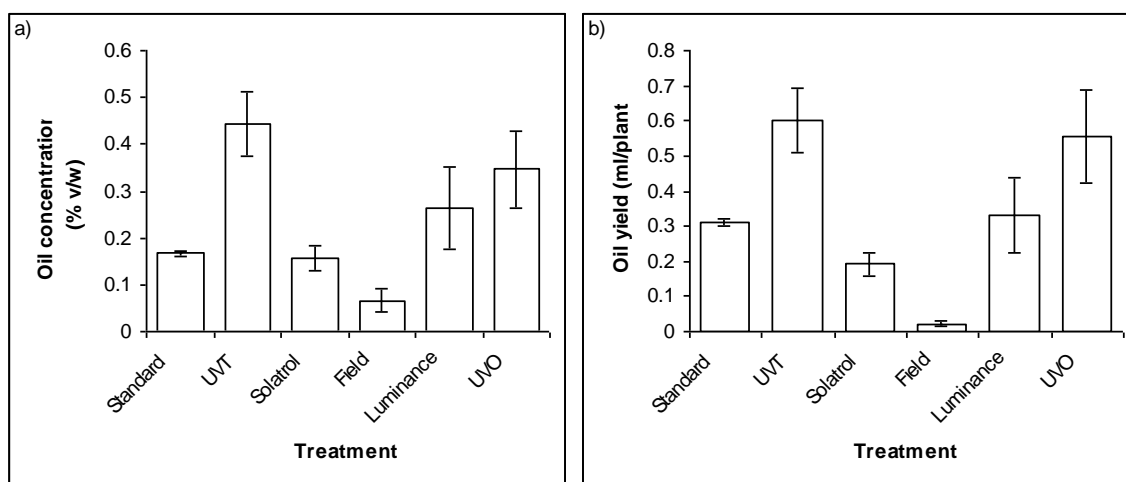 a)
Oil concentration
(% v/w)
0.6
0.5
0.4
0.3
0.2
0.1
0
Standard
UVT
Solatrol
Field
Luminance
UVO
Treatment
b)
Oil yield (ml/plant
0.8
0.7
0.6
0.5
0.4
0.3
0.2
0.1
0
Standard
UVT
Solatrol
Field
Luminance
UVO
Treatment